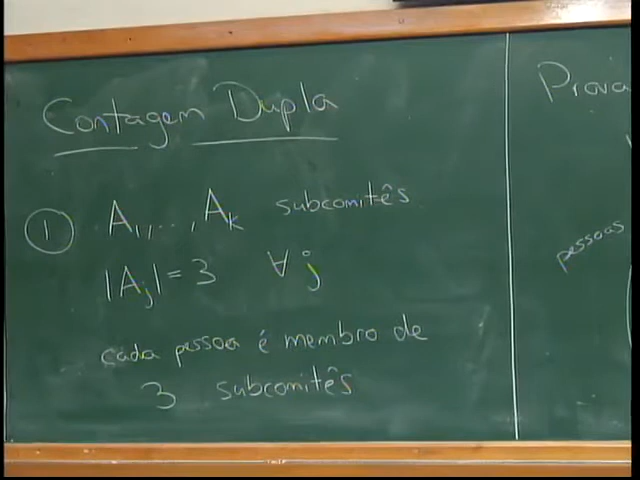 Contagem Dupla
① A₁, ..., Aₖ subcomitês
|Aⱼ| = 3 ∀ j
cada pessoa é membro de
3 subcomitês
Prova
pessoas